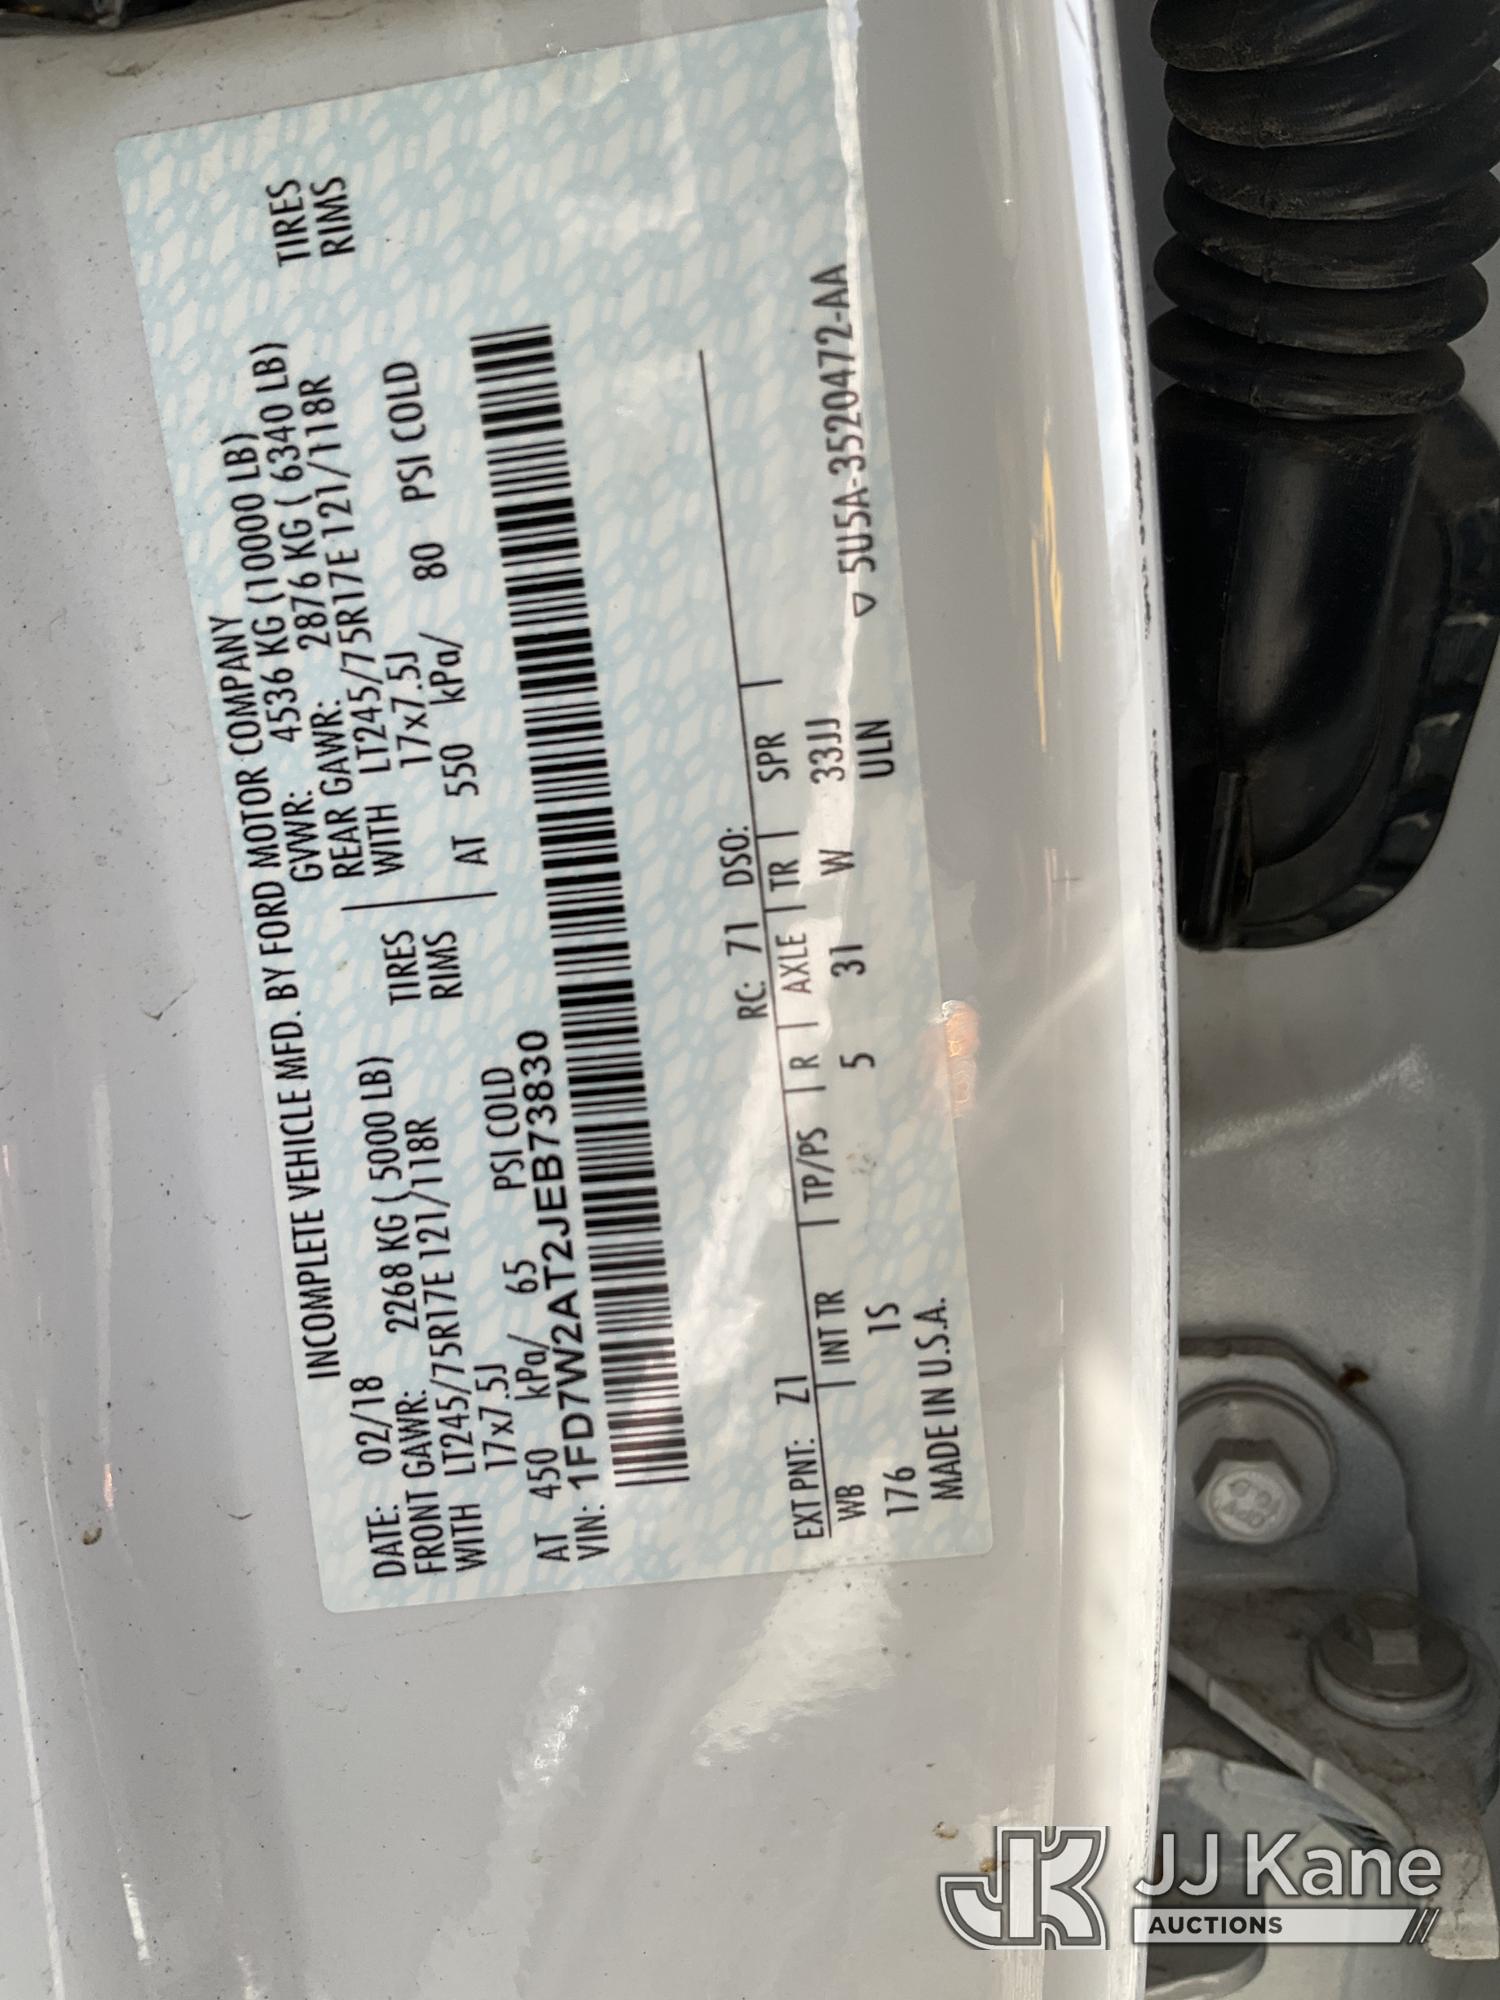 INCOMPLETE VEHICLE MFD. BY FORD MOTOR COMPANY
DATE: 02/18 GVWR: 4536 KG (10000 LB)
FRONT GAWR: 2268 KG ( 5000 LB) REAR GAWR: 2876 KG ( 6340 LB)
WITH LT245/75R17E 121/118R TIRES WITH LT245/75R17E 121/118R TIRES
17x7.5J RIMS 17x7.5J RIMS
AT 450 kPa/ 65 PSI COLD AT 550 kPa/ 80 PSI COLD
VIN: 1FD7W2AT2JEB73830
EXT PNT: Z1 RC: 71 DSO:
WB | INT TR | TP/PS | R | AXLE | TR | SPR |
176 1S 5 31 W 33JJ
MADE IN U.S.A. ULN
▽ 5U5A-3520472-AA
JK JJ Kane
AUCTIONS